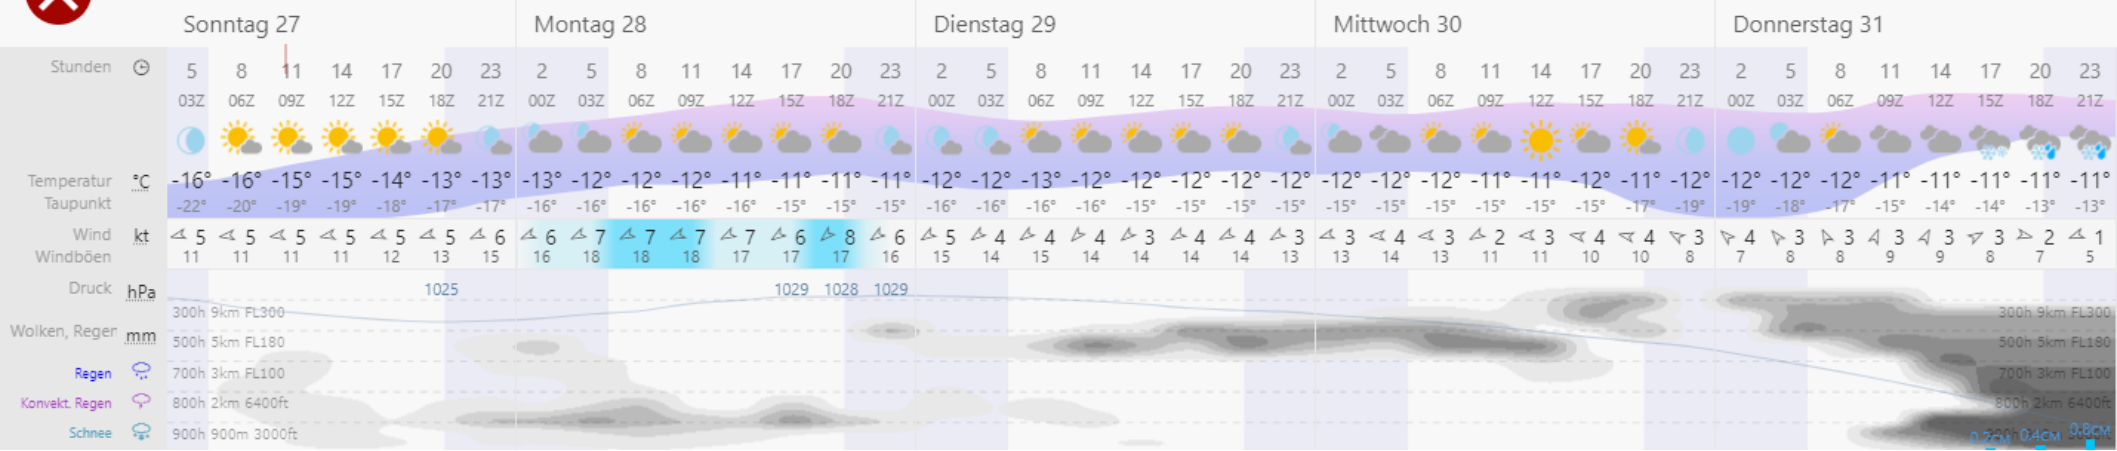 Sonntag 27 Montag 28 Dienstag 29 Mittwoch 30 Donnerstag 31
Stunden 5 8 11 14 17 20 23 2 5 8 11 14 17 20 23 2 5 8 11 14 17 20 23 2 5 8 11 14 17 20 23 2 5 8 11 14 17 20 23
03Z 06Z 09Z 12Z 15Z 18Z 21Z 00Z 03Z 06Z 09Z 12Z 15Z 18Z 21Z 00Z 03Z 06Z 09Z 12Z 15Z 18Z 21Z 00Z 03Z 06Z 09Z 12Z 15Z 18Z 21Z 00Z 03Z 06Z 09Z 12Z 15Z 18Z 21Z
Temperatur °C -16° -16° -15° -15° -14° -13° -13° -13° -12° -12° -12° -11° -11° -11° -11° -12° -12° -13° -12° -12° -12° -12° -12° -12° -12° -12° -11° -11° -12° -11° -12° -12° -12° -12° -11° -11° -11° -11° -11°
Taupunkt -22° -20° -19° -19° -18° -17° -17° -16° -16° -16° -16° -16° -15° -15° -15° -16° -16° -16° -15° -15° -15° -15° -15° -15° -15° -15° -15° -15° -15° -17° -19° -19° -18° -17° -15° -14° -14° -13° -13°
Wind kt 5 5 5 5 5 5 6 6 7 7 7 7 6 8 6 5 4 4 4 3 4 4 3 3 4 3 2 3 4 4 3 4 3 3 3 3 3 2 1
Windböen 11 11 11 11 12 13 15 16 18 18 18 17 17 17 16 15 14 15 14 14 14 14 13 13 14 13 11 11 10 10 8 7 8 8 9 9 8 7 5
Druck hPa 1025 1029 1028 1029
300h 9km FL300 300h 9km FL300
Wolken, Regen mm
500h 5km FL180 500h 5km FL180
Regen 700h 3km FL100 700h 3km FL100
Konvekt. Regen 800h 2km 6400ft 800h 2km 6400ft
Schnee 900h 900m 3000ft 0.2CM 0.4CM 0.8CM